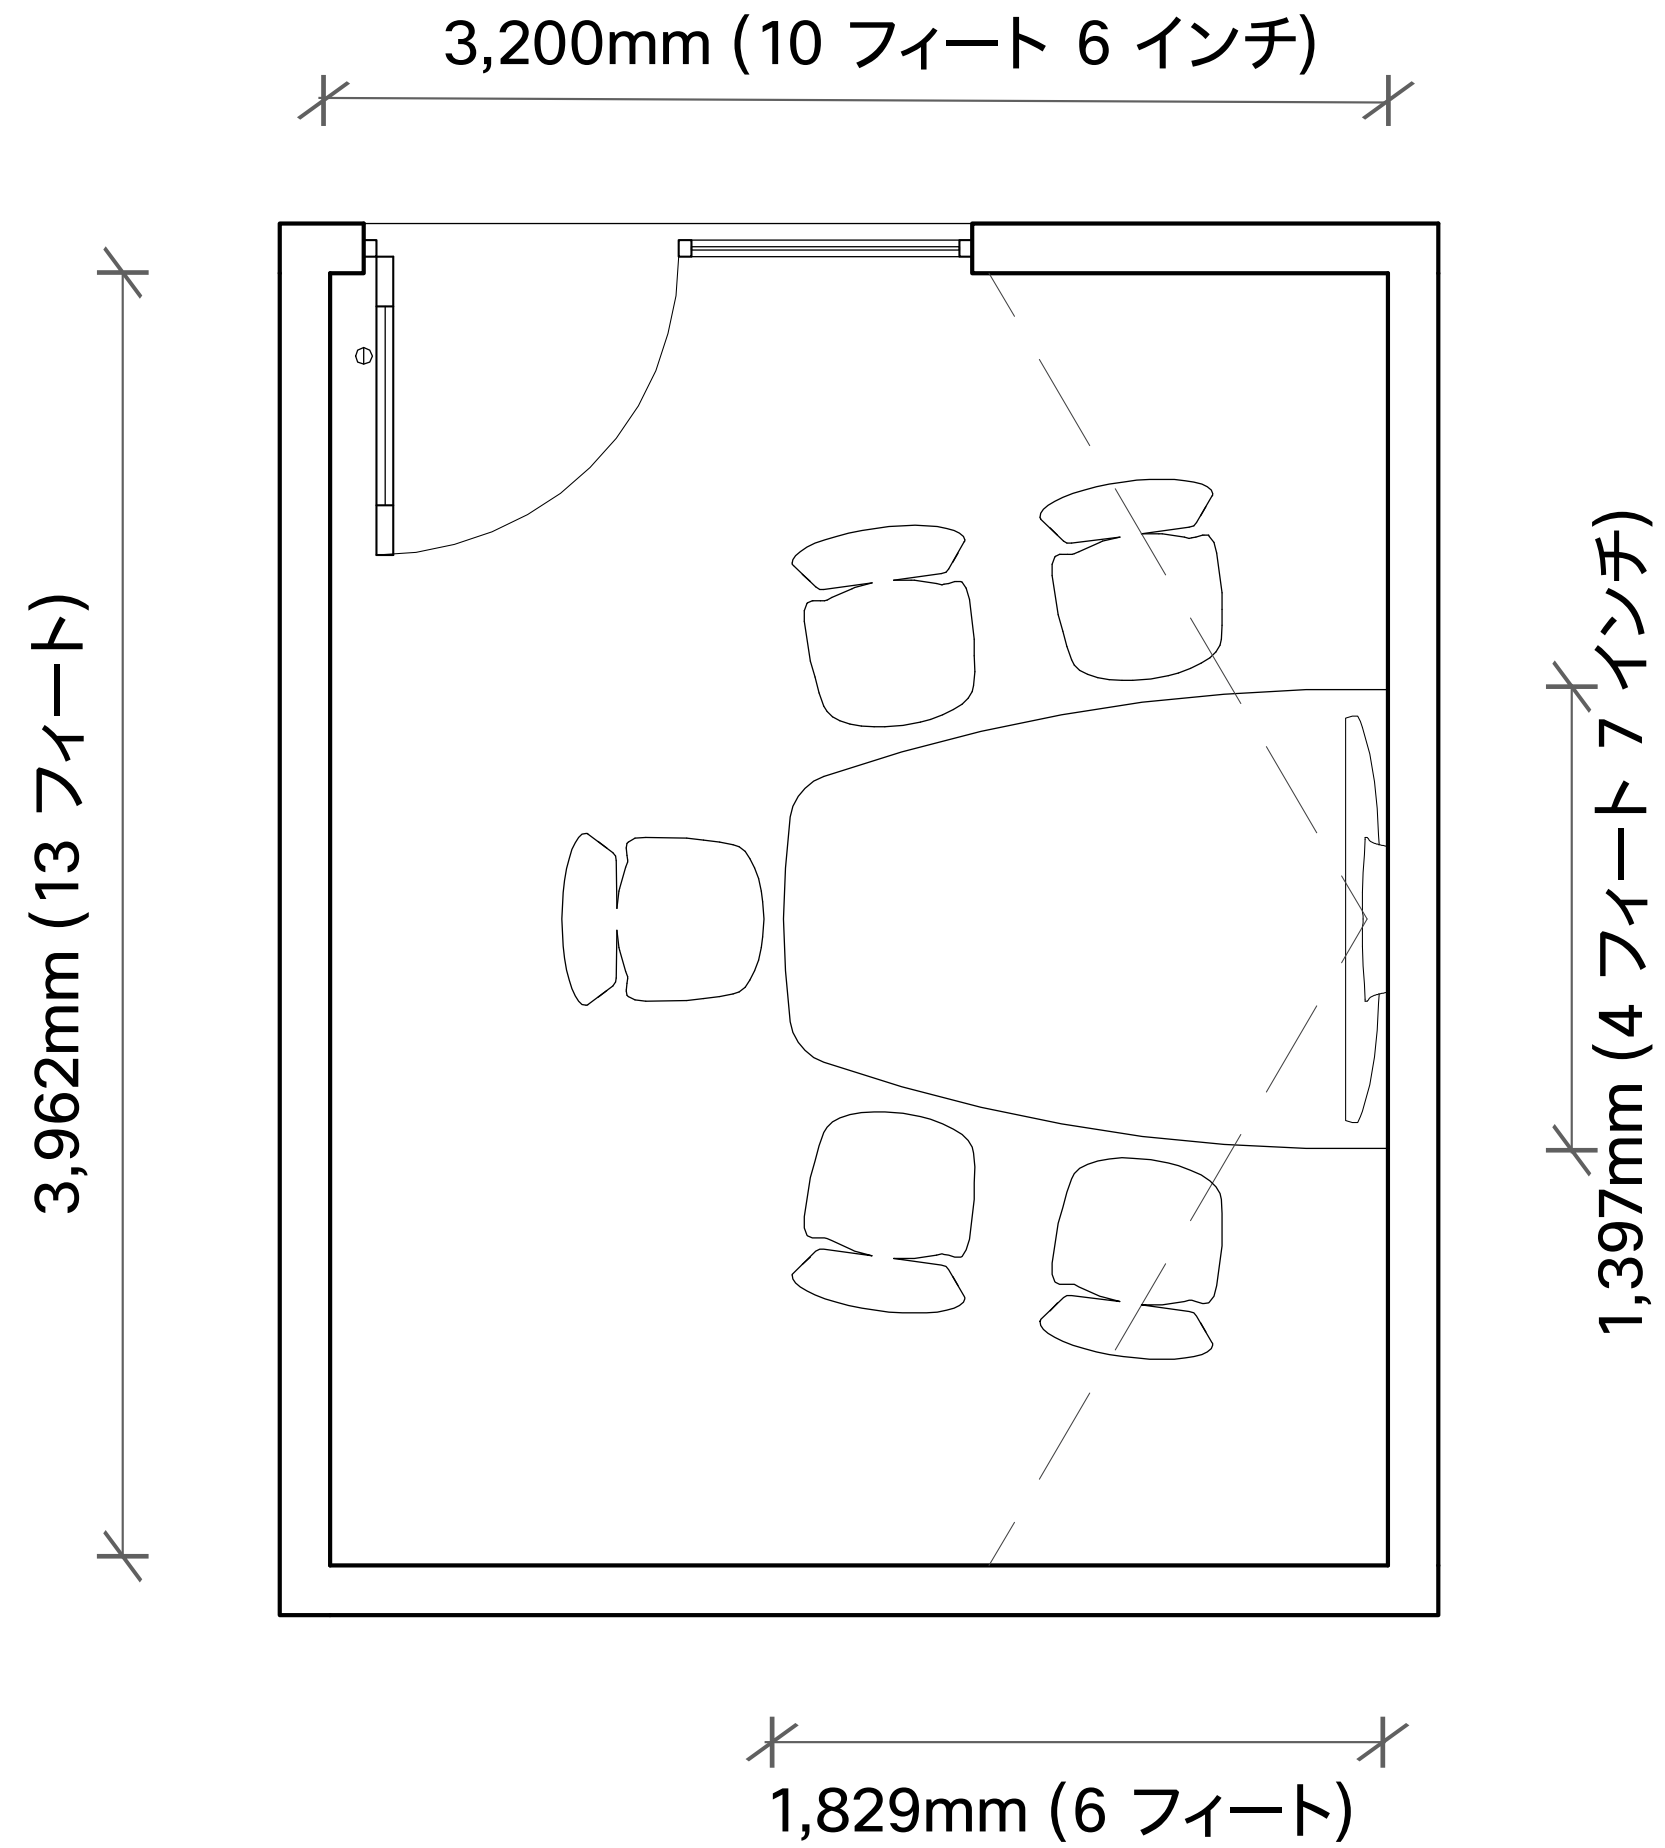 3,200mm (10 フィート 6 インチ)
3,962mm (13 フィート)
1,397mm (4 フィート 7 インチ)
1,829mm (6 フィート)